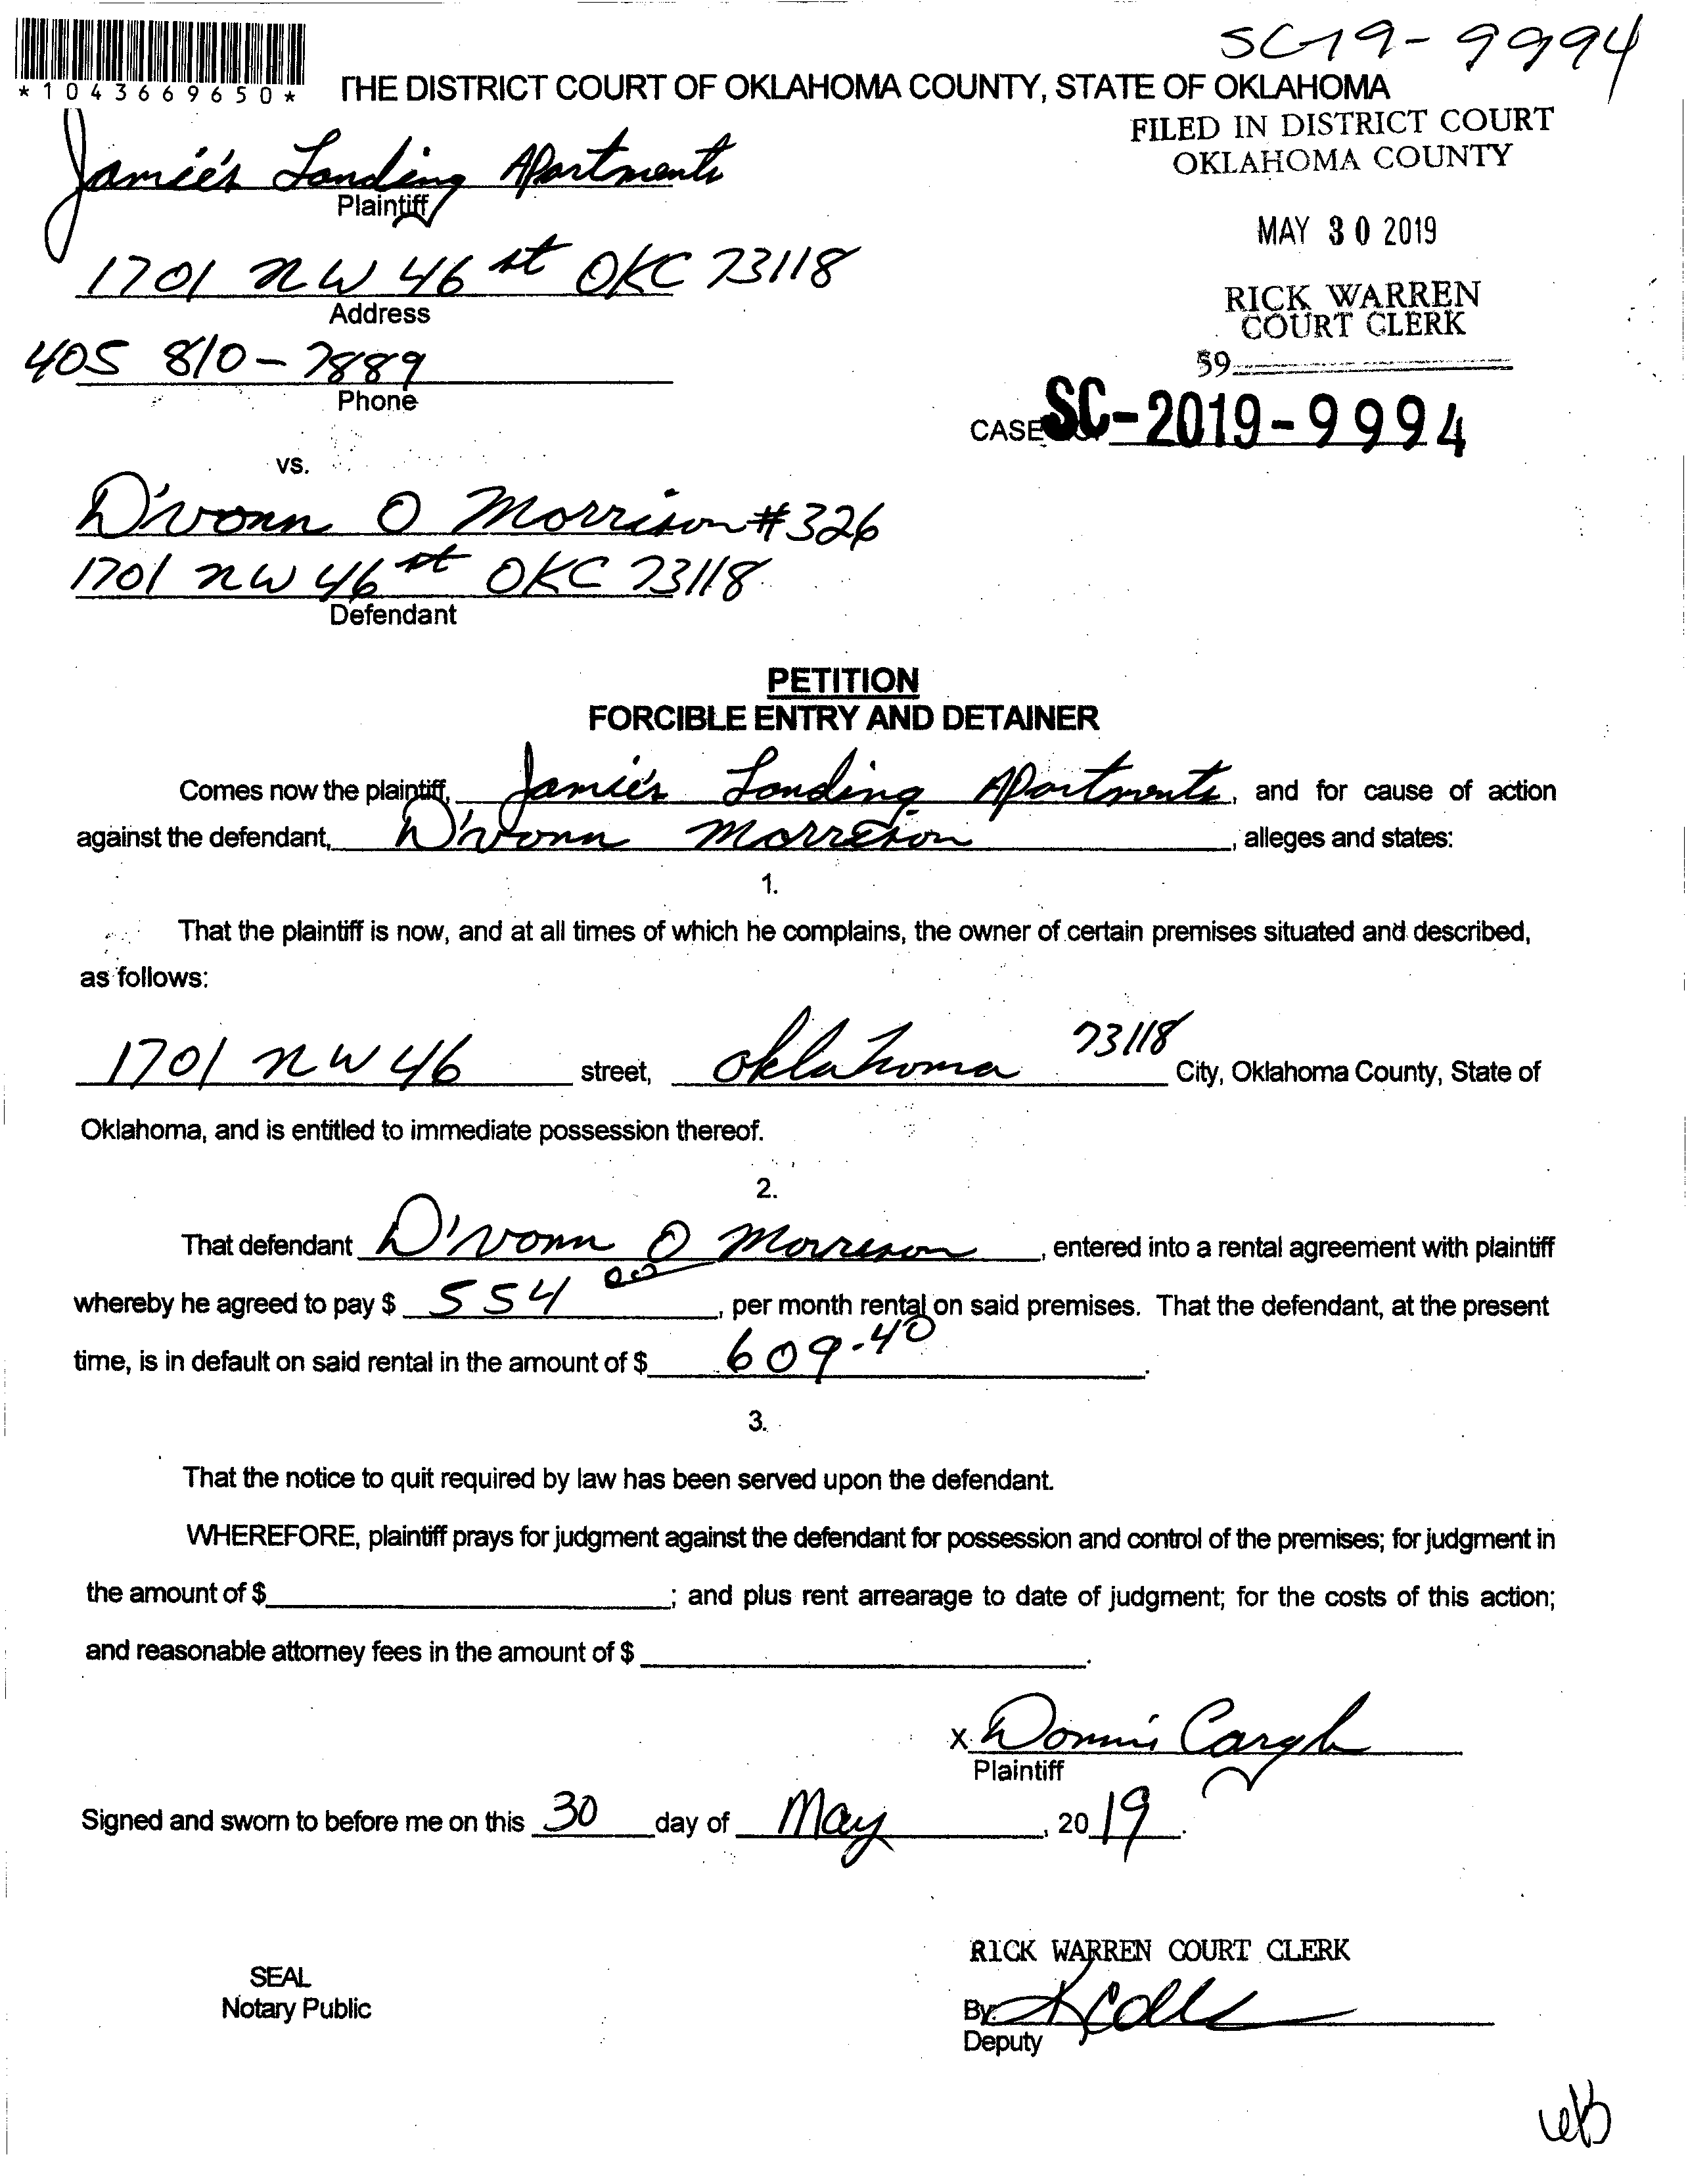 SC-19-9994
*1043669650*
THE DISTRICT COURT OF OKLAHOMA COUNTY, STATE OF OKLAHOMA
FILED IN DISTRICT COURT
OKLAHOMA COUNTY
Jamie's Landing Apartments
Plaintiff
MAY 30 2019
1701 NW 46 st OKC 73118
Address
RICK WARREN
COURT CLERK
405 810-7889
Phone
59
CASE SC-2019-9994
vs.
D'vonn O Morrison #326
1701 NW 46 st OKC 73118
Defendant
PETITION
FORCIBLE ENTRY AND DETAINER
Comes now the plaintiff, Jamie's Landing Apartments, and for cause of action
against the defendant, D'vonn Morrison, alleges and states:
1.
That the plaintiff is now, and at all times of which he complains, the owner of certain premises situated and described,
as follows:
1701 NW 46 street, Oklahoma 73118 City, Oklahoma County, State of
Oklahoma, and is entitled to immediate possession thereof.
2.
That defendant D'vonn O Morrison, entered into a rental agreement with plaintiff
whereby he agreed to pay $ 554 00, per month rental on said premises. That the defendant, at the present
time, is in default on said rental in the amount of $ 609.40.
3.
That the notice to quit required by law has been served upon the defendant.
WHEREFORE, plaintiff prays for judgment against the defendant for possession and control of the premises; for judgment in
the amount of $ ; and plus rent arrearage to date of judgment; for the costs of this action;
and reasonable attorney fees in the amount of $ .
X
Plaintiff
Signed and sworn to before me on this 30 day of May, 2019.
RICK WARREN COURT CLERK
SEAL
Notary Public
By:
Deputy